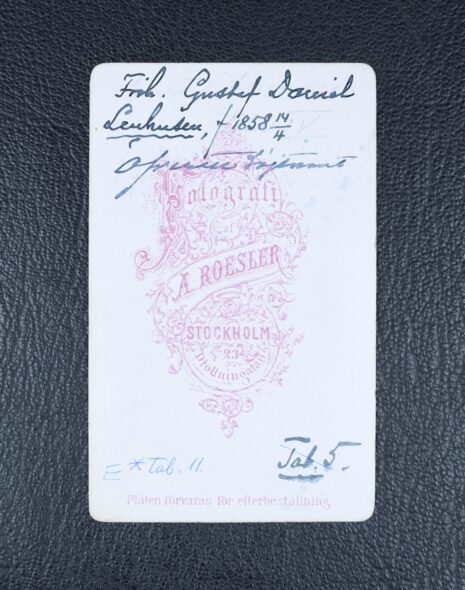 Frih. Gustaf Daniel
Leuhusen, f 1858 14/4
Fotografi
af
A. ROESLER
STOCKHOLM
23
Drottninggatan
E * Tab. 11.
Tab. 5.
Plåten förvaras för efterbeställning